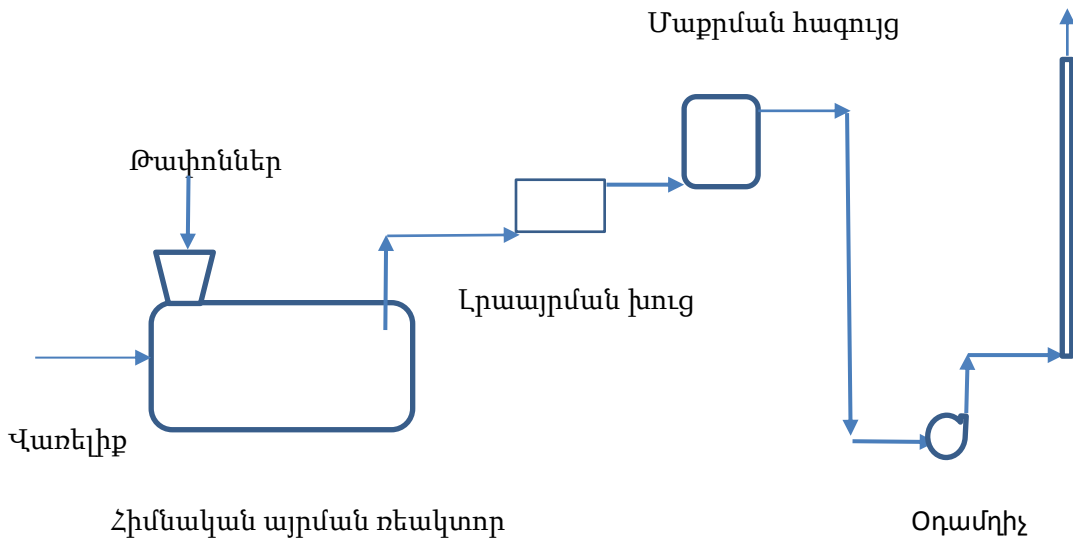 Մաքրման հագույց
Թափոններ
Լրաայրման խուց
Վառելիք
Հիմնական այրման ռեակտոր
Օդամղիչ